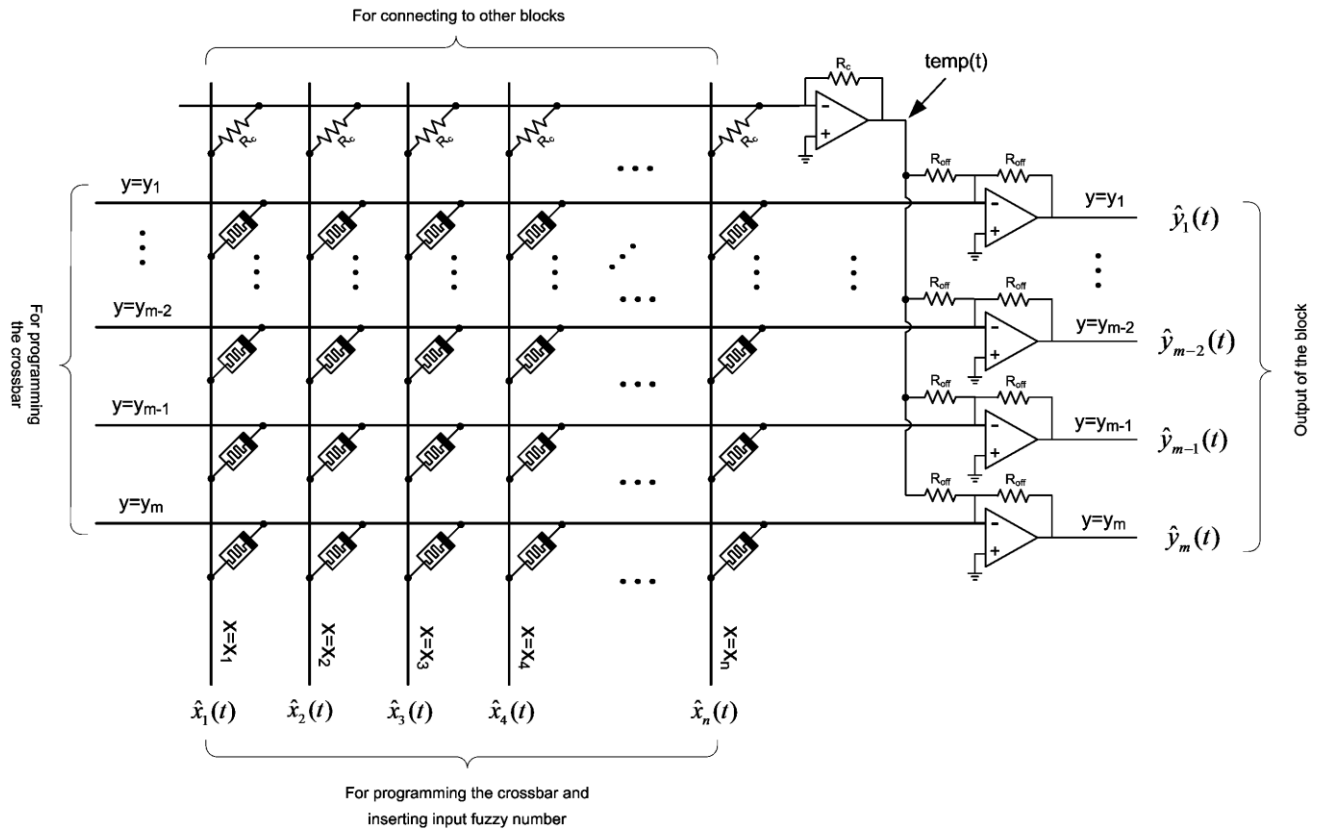 For connecting to other blocks
temp(t)
Rc
Rc
Rc
Rc
Rc
Rc
-
+
y=y1
y=ym-2
y=ym-1
y=ym
For programming
the crossbar
Roff
Roff
-
+
y=y1
ŷ1(t)
Roff
Roff
-
+
y=ym-2
ŷm-2(t)
Roff
Roff
-
+
y=ym-1
ŷm-1(t)
Roff
Roff
-
+
y=ym
ŷm(t)
Output of the block
X=X1
X=X2
X=X3
X=X4
X=Xn
x̂1(t)
x̂2(t)
x̂3(t)
x̂4(t)
x̂n(t)
For programming the crossbar and
inserting input fuzzy number